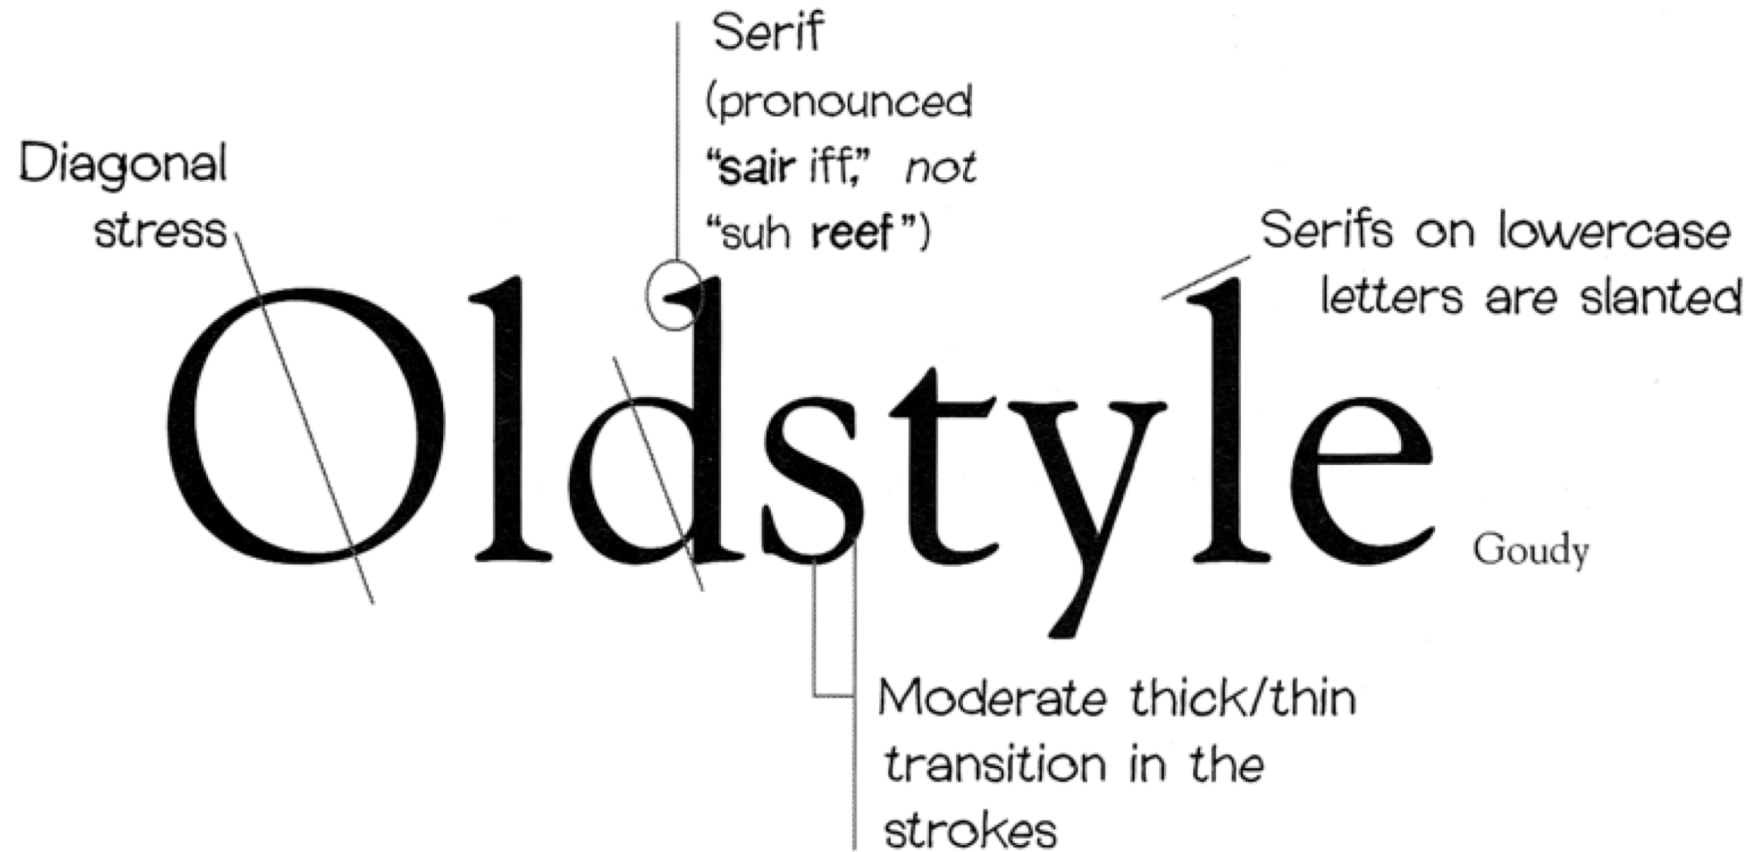 Serif
(pronounced
“sair iff,” not
“suh reef”)
Diagonal
stress
Serifs on lowercase
letters are slanted
Oldstyle
Goudy
Moderate thick/thin
transition in the
strokes